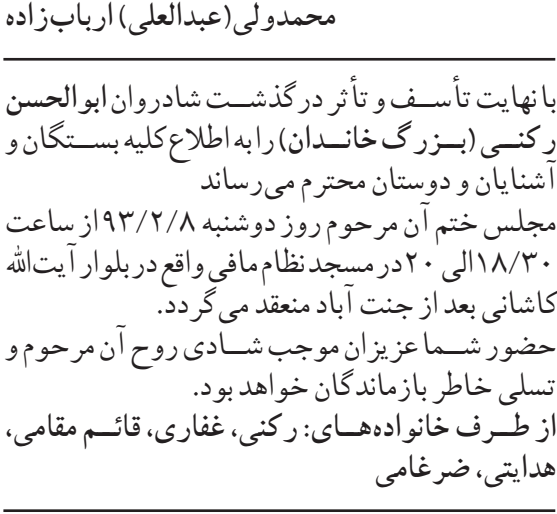 محمدولی(عبدالعلی) ارباب‌زاده
با نهایت تأسف و تأثر درگذشت شادروان ابوالحسن
رکنی (بزرگ خاندان) را به اطلاع کلیه بستگان و
آشنایان و دوستان محترم می‌رساند
مجلس ختم آن مرحوم روز دوشنبه ۹۳/۲/۸ از ساعت
۱۸/۳۰ الی ۲۰ در مسجد نظام مافی واقع در بلوار آیت‌الله
کاشانی بعد از جنت آباد منعقد می‌گردد.
حضور شما عزیزان موجب شادی روح آن مرحوم و
تسلی خاطر بازماندگان خواهد بود.
از طرف خانواده‌های: رکنی، غفاری، قائم مقامی،
هدایتی، ضرغامی